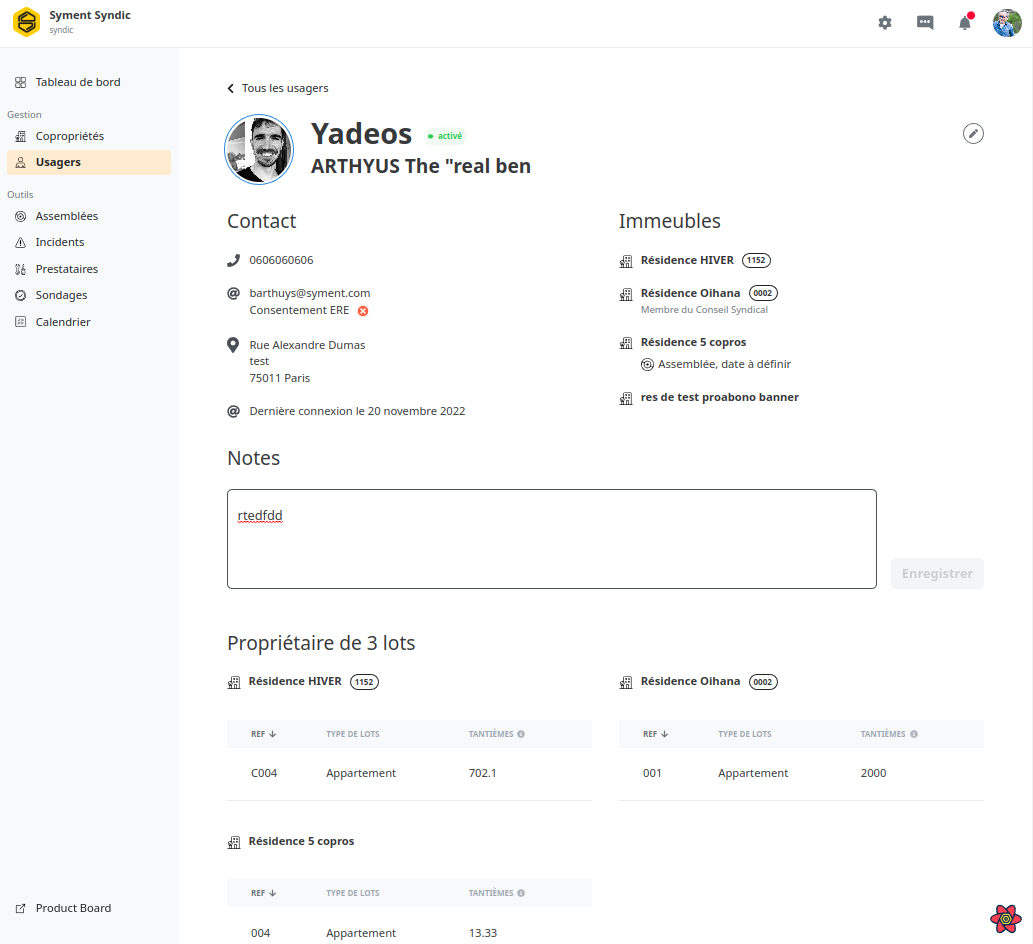 Syment Syndic
syndic
Tableau de bord
Gestion
Copropriétés
Usagers
Outils
Assemblées
Incidents
Prestataires
Sondages
Calendrier
Product Board
Tous les usagers
Yadeos activé
ARTHYUS The "real ben
Contact
0606060606
barthuys@syment.com
Consentement ERE
Rue Alexandre Dumas
test
75011 Paris
Dernière connexion le 20 novembre 2022
Immeubles
Résidence HIVER 1152
Résidence Oihana 0002
Membre du Conseil Syndical
Résidence 5 copros
Assemblée, date à définir
res de test proabono banner
Notes
rtedfdd
Enregistrer
Propriétaire de 3 lots
Résidence HIVER 1152
REF TYPE DE LOTS TANTIÈMES
C004 Appartement 702.1
Résidence Oihana 0002
REF TYPE DE LOTS TANTIÈMES
001 Appartement 2000
Résidence 5 copros
REF TYPE DE LOTS TANTIÈMES
004 Appartement 13.33